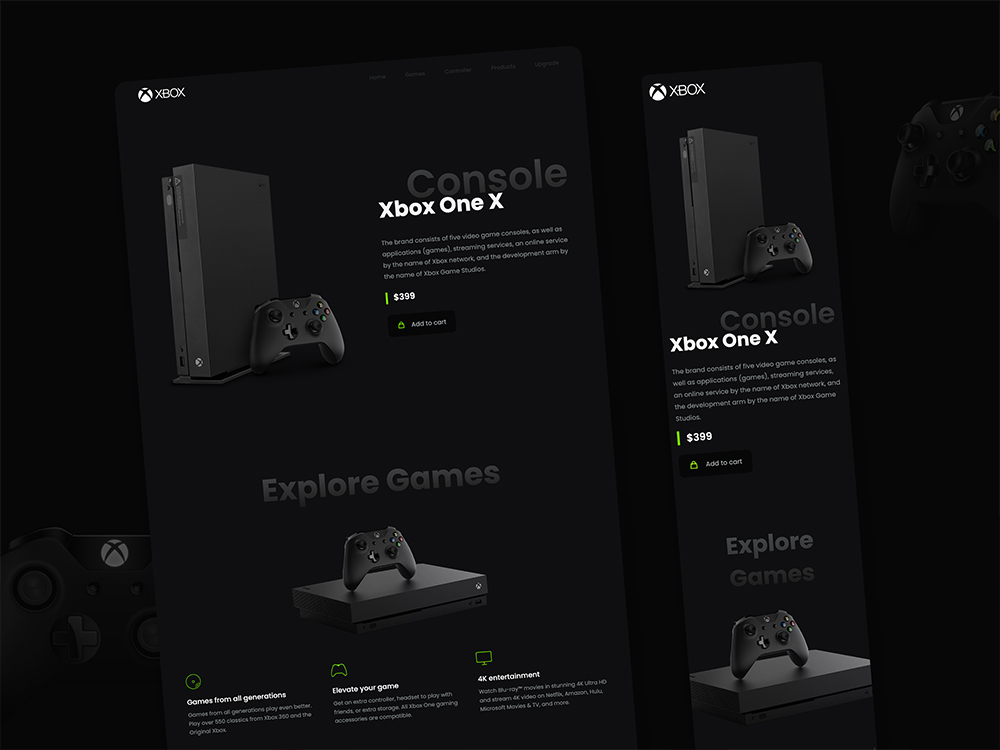 XBOX
Home Games Controller Products Upgrade
Console
Xbox One X
The brand consists of five video game consoles, as well as
applications (games), streaming services, an online service
by the name of Xbox network, and the development arm by
the name of Xbox Game Studios.
$399
Add to cart
Explore Games
Games from all generations
Games from all generations play even better.
Play over 550 classics from Xbox 360 and the
Original Xbox.
Elevate your game
Get an extra controller, headset to play with
friends, or extra storage. All Xbox One gaming
accessories are compatible.
4K entertainment
Watch Blu-ray™ movies in stunning 4K Ultra HD
and stream 4K video on Netflix, Amazon, Hulu,
Microsoft Movies & TV, and more.
XBOX
Console
Xbox One X
The brand consists of five video game consoles, as
well as applications (games), streaming services,
an online service by the name of Xbox network, and
the development arm by the name of Xbox Game
Studios.
$399
Add to cart
Explore
Games